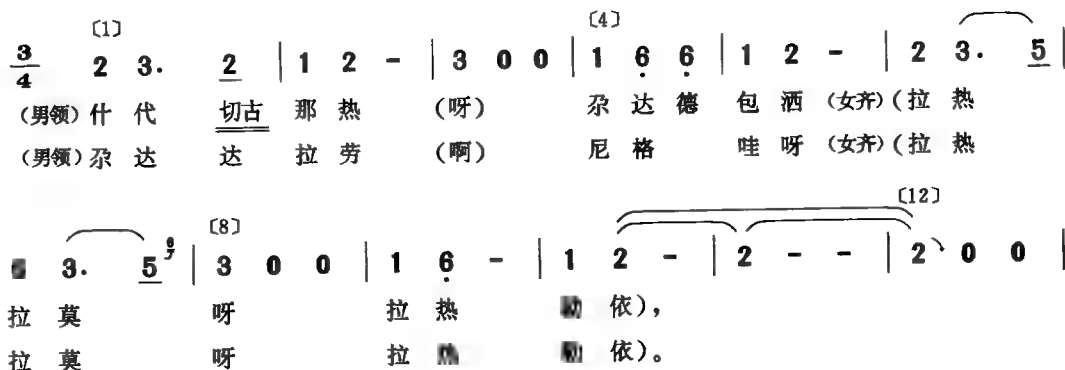 〔1〕 〔4〕
3/4 2 3. 2 | 1 2 - | 3 0 0 | 1 6 6 | 1 2 - | 2 3. 5 |
(男领) 什 代 切古 那 热 (呀) 尕 达 德 包 洒 (女齐) (拉 热
(男领) 尕 达 达 拉 劳 (啊) 尼 格 哇 呀 (女齐) (拉 热
〔8〕 〔12〕
3. 5 | 3 0 0 | 1 6 - | 1 2 - | 2 - - | 2 0 0 |
拉 莫 呀 拉 热 依),
拉 莫 呀 拉 依)。